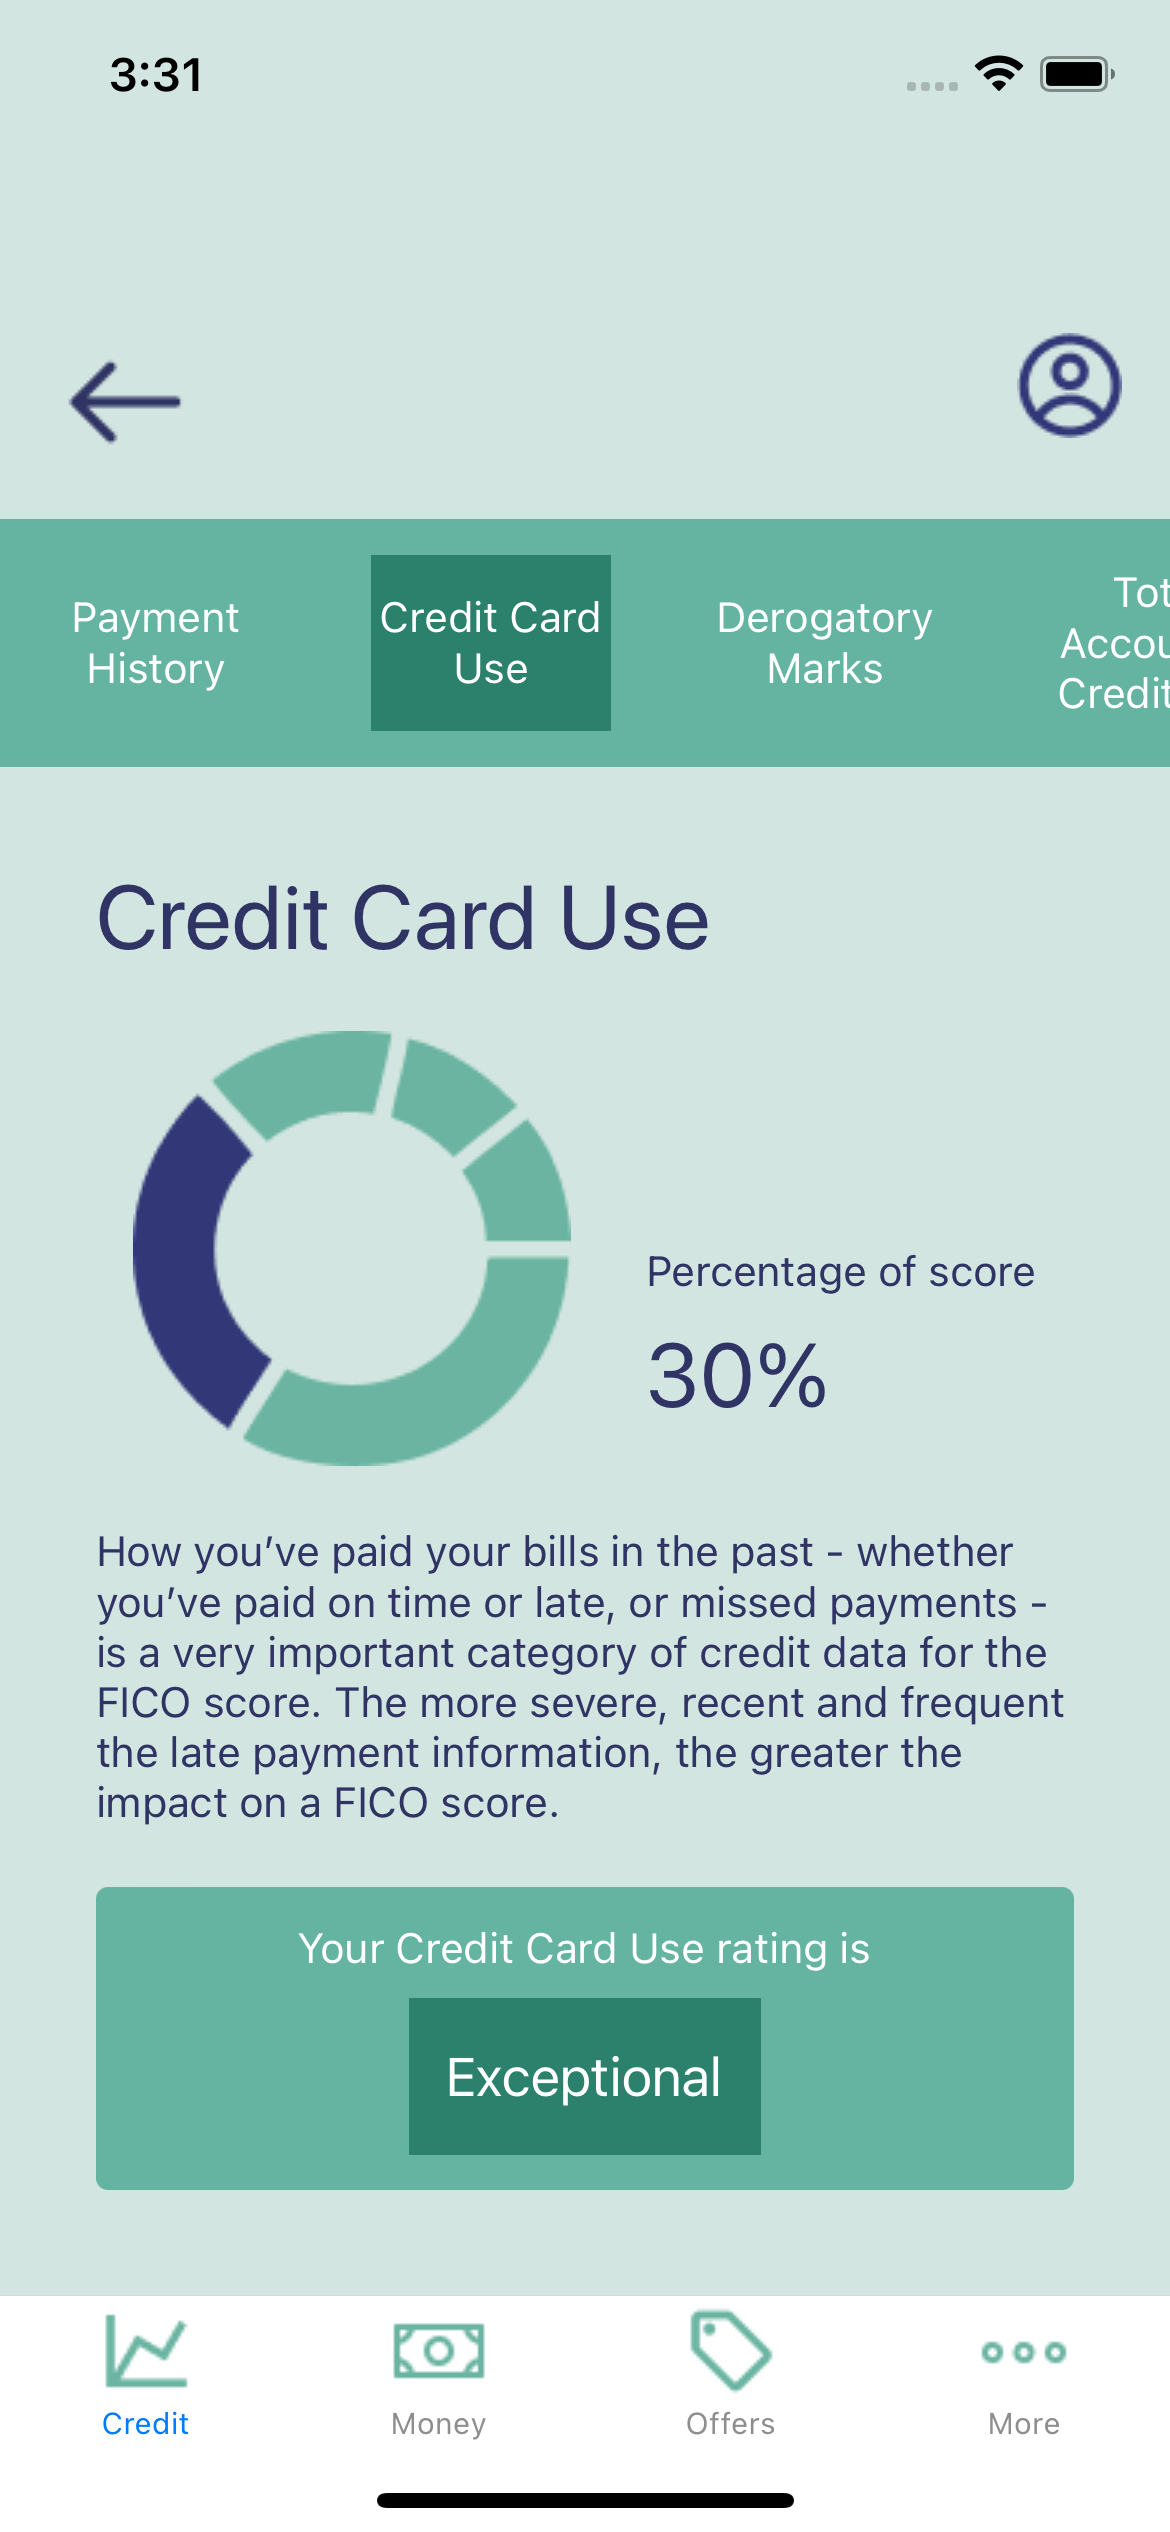 3:31
Payment
History
Credit Card
Use
Derogatory
Marks
Credit Card Use
Percentage of score
30%
How you’ve paid your bills in the past - whether
you’ve paid on time or late, or missed payments -
is a very important category of credit data for the
FICO score. The more severe, recent and frequent
the late payment information, the greater the
impact on a FICO score.
Your Credit Card Use rating is
Exceptional
Credit
Money
Offers
More